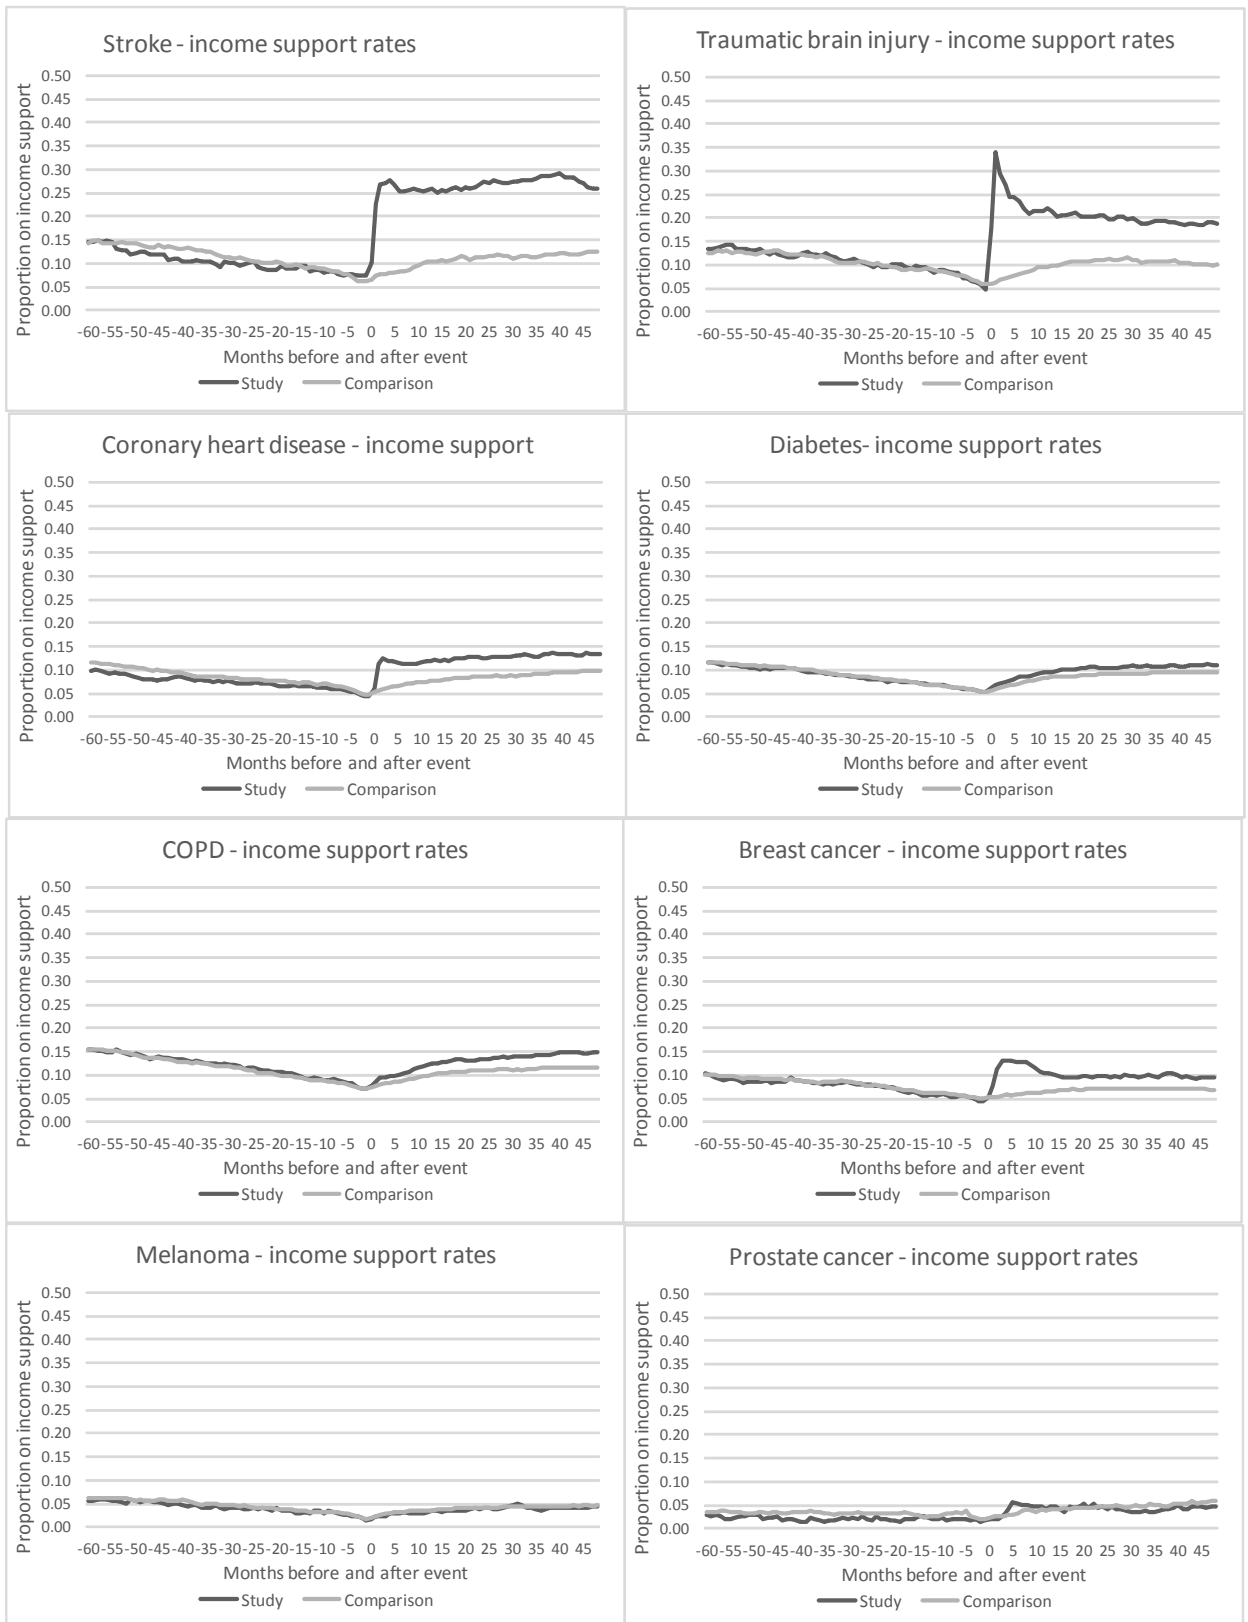 Stroke - income support rates
Proportion on income support
0.50
0.45
0.40
0.35
0.30
0.25
0.20
0.15
0.10
0.05
0.00
-60-55-50-45-40-35-30-25-20-15-10 -5 0 5 10 15 20 25 30 35 40 45
Months before and after event
Study Comparison
Traumatic brain injury - income support rates
Proportion on income support
0.50
0.45
0.40
0.35
0.30
0.25
0.20
0.15
0.10
0.05
0.00
-60-55-50-45-40-35-30-25-20-15-10 -5 0 5 10 15 20 25 30 35 40 45
Months before and after event
Study Comparison
Coronary heart disease - income support
Proportion on income support
0.50
0.45
0.40
0.35
0.30
0.25
0.20
0.15
0.10
0.05
0.00
-60-55-50-45-40-35-30-25-20-15-10 -5 0 5 10 15 20 25 30 35 40 45
Months before and after event
Study Comparison
Diabetes- income support rates
Proportion on income support
0.50
0.45
0.40
0.35
0.30
0.25
0.20
0.15
0.10
0.05
0.00
-60-55-50-45-40-35-30-25-20-15-10 -5 0 5 10 15 20 25 30 35 40 45
Months before and after event
Study Comparison
COPD - income support rates
Proportion on income support
0.50
0.45
0.40
0.35
0.30
0.25
0.20
0.15
0.10
0.05
0.00
-60-55-50-45-40-35-30-25-20-15-10 -5 0 5 10 15 20 25 30 35 40 45
Months before and after event
Study Comparison
Breast cancer - income support rates
Proportion on income support
0.50
0.45
0.40
0.35
0.30
0.25
0.20
0.15
0.10
0.05
0.00
-60-55-50-45-40-35-30-25-20-15-10 -5 0 5 10 15 20 25 30 35 40 45
Months before and after event
Study Comparison
Melanoma - income support rates
Proportion on income support
0.50
0.45
0.40
0.35
0.30
0.25
0.20
0.15
0.10
0.05
0.00
-60-55-50-45-40-35-30-25-20-15-10 -5 0 5 10 15 20 25 30 35 40 45
Months before and after event
Study Comparison
Prostate cancer - income support rates
Proportion on income support
0.50
0.45
0.40
0.35
0.30
0.25
0.20
0.15
0.10
0.05
0.00
-60-55-50-45-40-35-30-25-20-15-10 -5 0 5 10 15 20 25 30 35 40 45
Months before and after event
Study Comparison